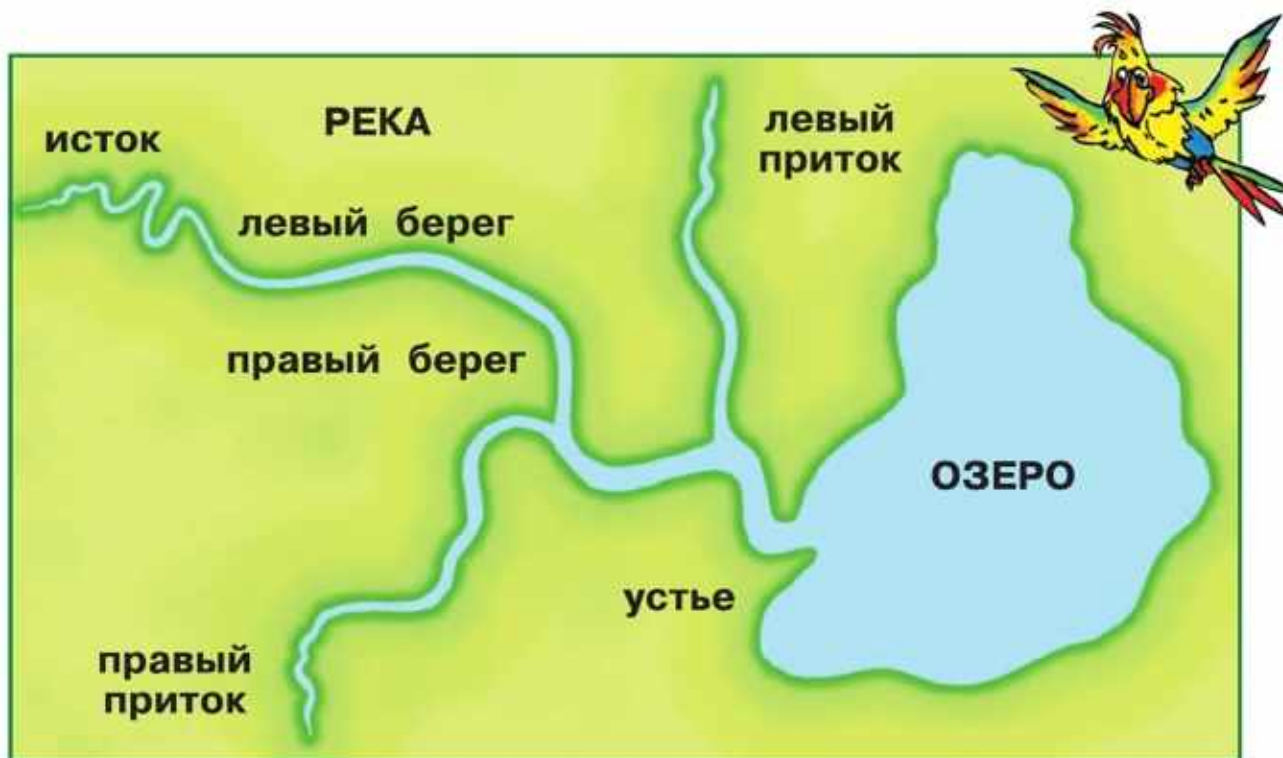 РЕКА
исток
левый
приток
левый берег
правый берег
ОЗЕРО
устье
правый
приток